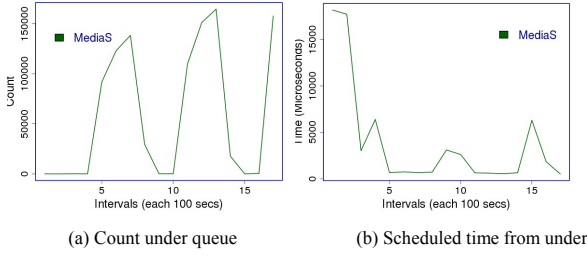 150000
100000
50000
0
Count
MediaS
5 10 15
Intervals (each 100 secs)
(a) Count under queue
15000
10000
5000
0
Time (Microseconds)
MediaS
5 10 15
Intervals (each 100 secs)
(b) Scheduled time from under